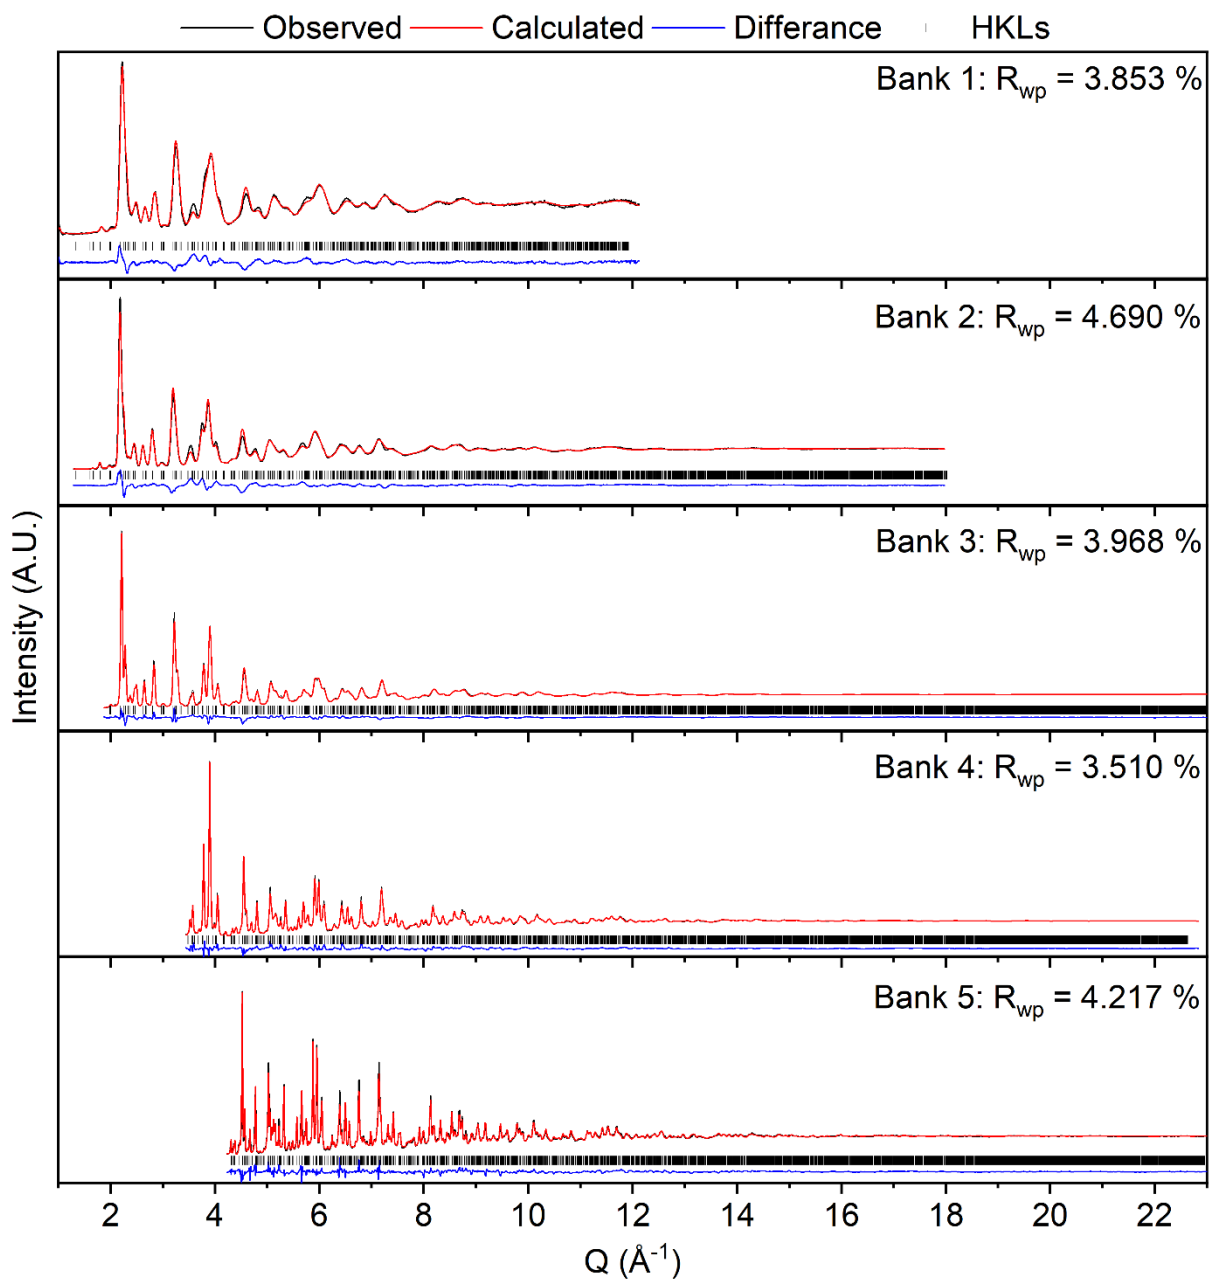 Observed Calculated Differance HKLs
Bank 1: Rwp = 3.853 %
Bank 2: Rwp = 4.690 %
Bank 3: Rwp = 3.968 %
Bank 4: Rwp = 3.510 %
Bank 5: Rwp = 4.217 %
Intensity (A.U.)
2 4 6 8 10 12 14 16 18 20 22
Q (Å-1)